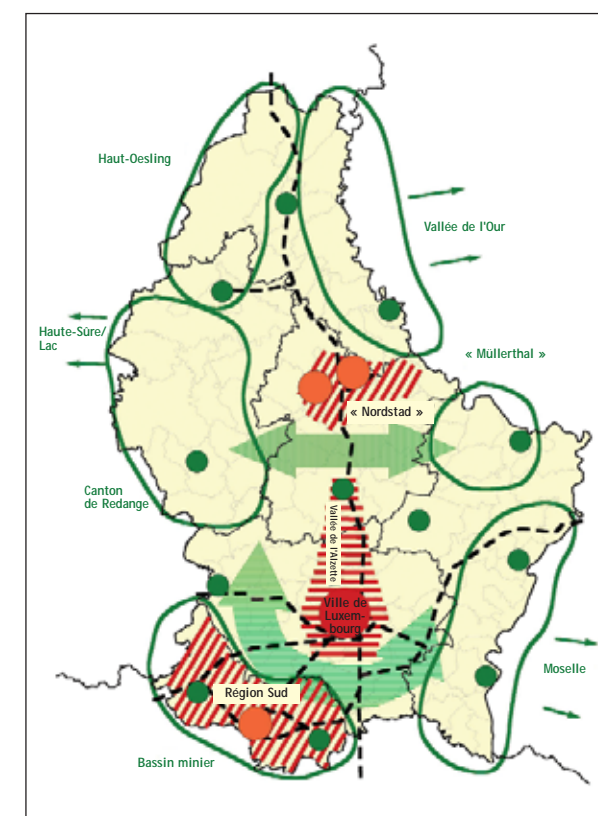 Haut-Oesling
Vallée de l'Our
Haute-Sûre/
Lac
« Müllerthal »
« Nordstad »
Canton
de Redange
Vallée de l'Alzette
Ville de
Luxem-
bourg
Moselle
Région Sud
Bassin minier